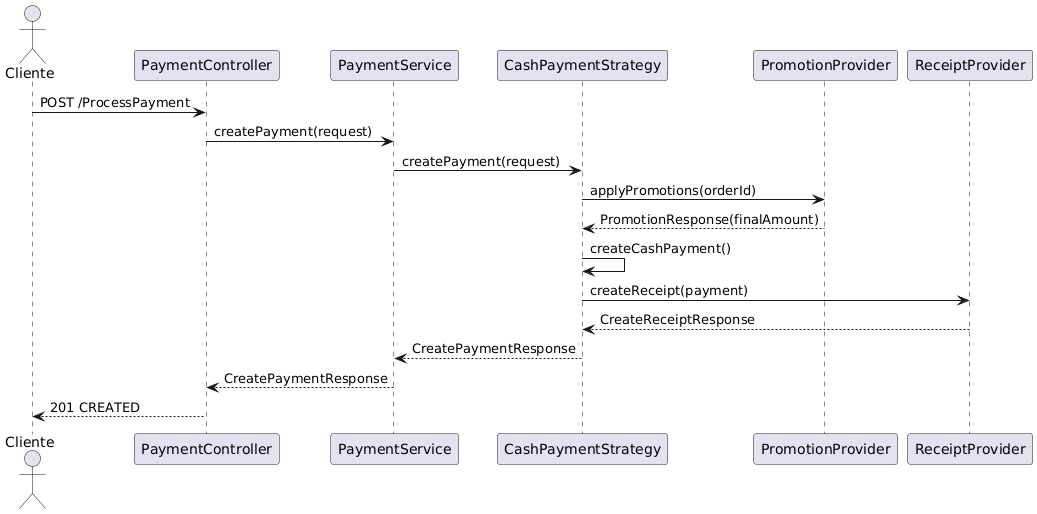 Cliente
PaymentController
PaymentService
CashPaymentStrategy
PromotionProvider
ReceiptProvider
POST /ProcessPayment
createPayment(request)
createPayment(request)
applyPromotions(orderId)
PromotionResponse(finalAmount)
createCashPayment()
createReceipt(payment)
CreateReceiptResponse
CreatePaymentResponse
CreatePaymentResponse
201 CREATED
Cliente
PaymentController
PaymentService
CashPaymentStrategy
PromotionProvider
ReceiptProvider